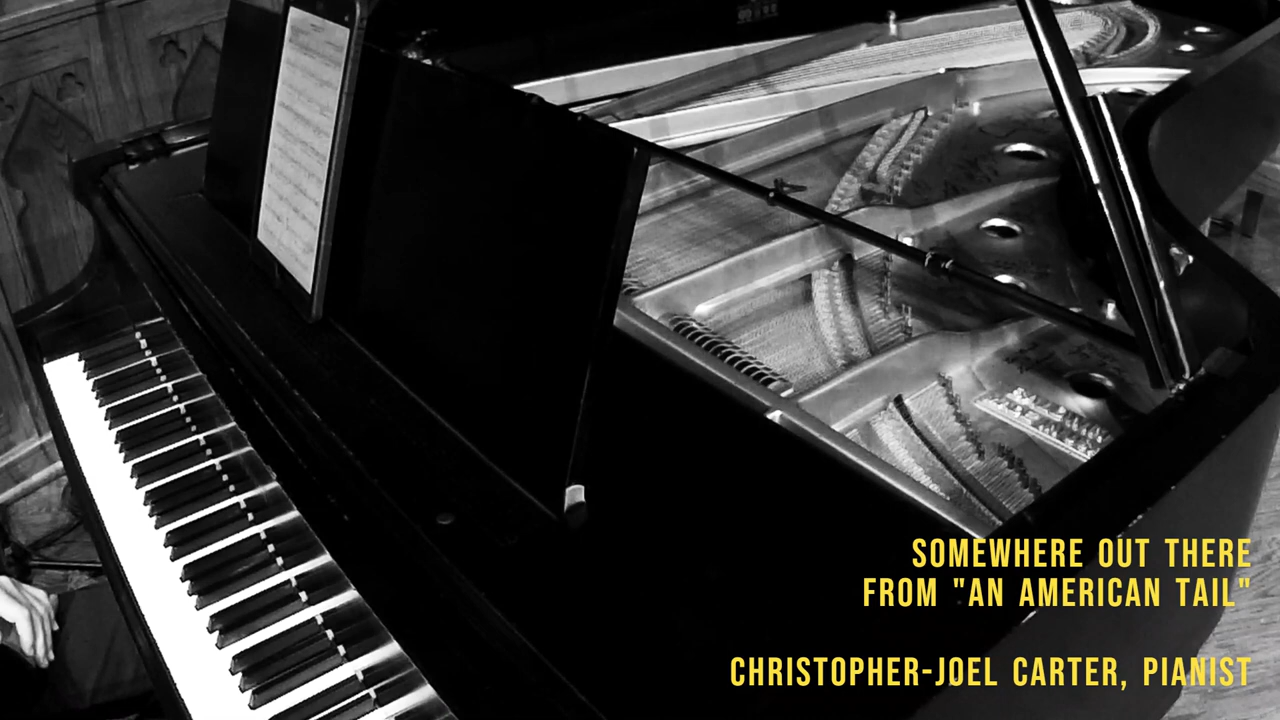 SOMEWHERE OUT THERE
FROM "AN AMERICAN TAIL"
CHRISTOPHER-JOEL CARTER, PIANIST